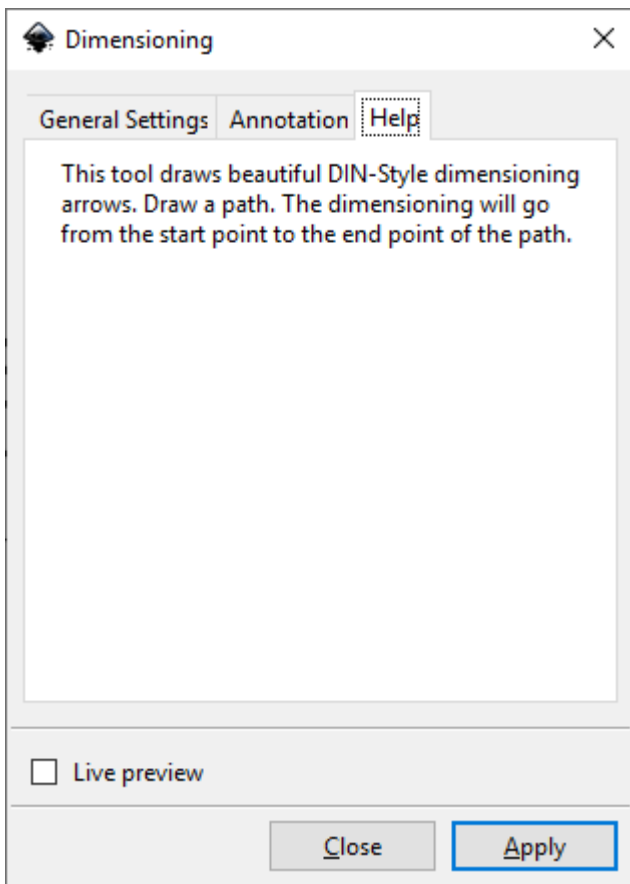 Dimensioning
General Settings Annotation Help
This tool draws beautiful DIN-Style dimensioning
arrows. Draw a path. The dimensioning will go
from the start point to the end point of the path.
Live preview
Close Apply